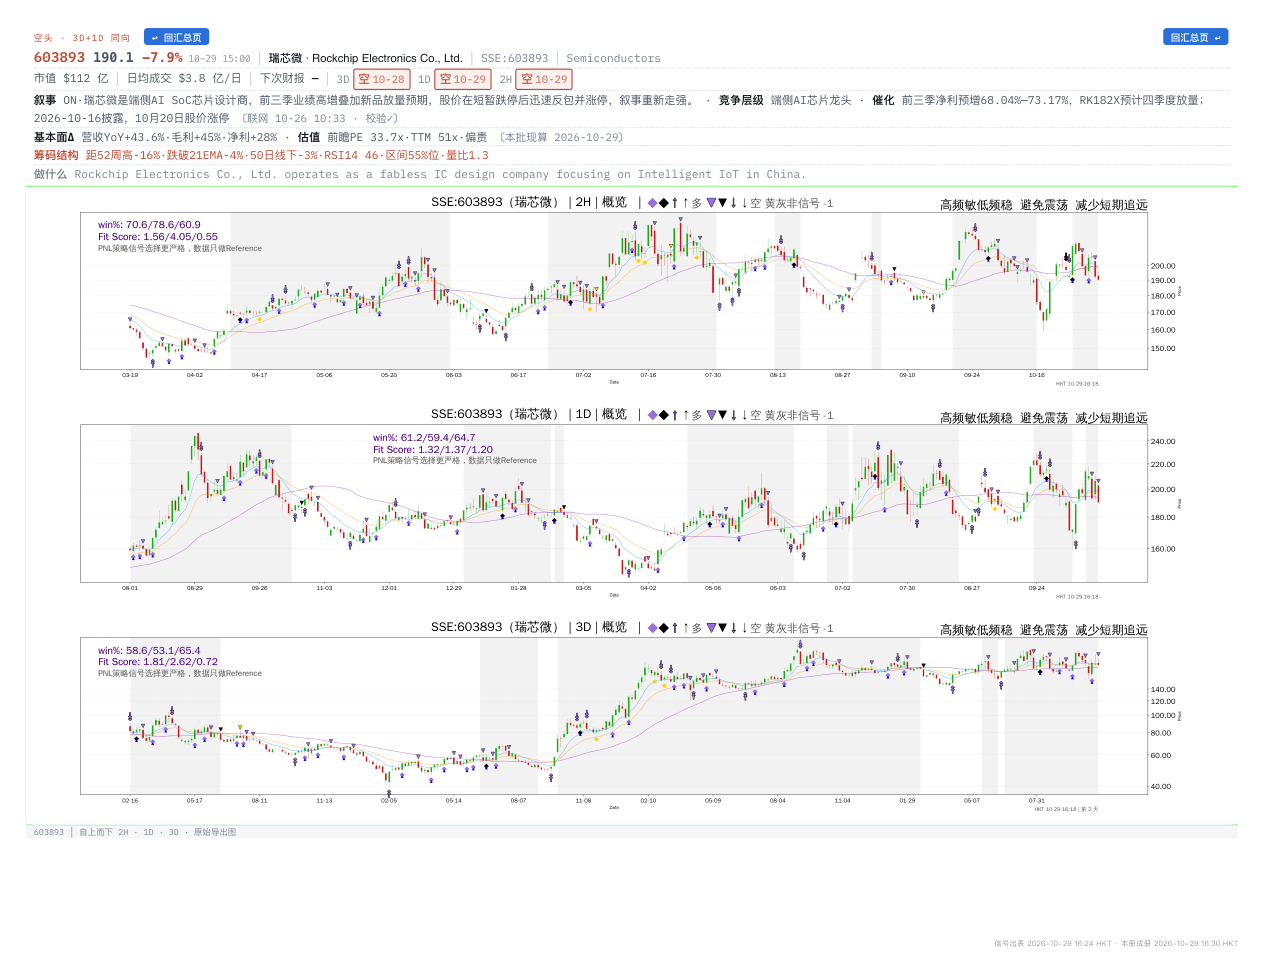 空头 · 3D+1D 同向 ↩ 回汇总页 回汇总页 ↩
603893 190.1 −7.9% 10-29 15:00 │ 瑞芯微 · Rockchip Electronics Co., Ltd. │ SSE:603893 │ Semiconductors
市值 $112 亿 │ 日均成交 $3.8 亿/日 │ 下次财报 — │ 3D 空10-28 1D 空10-29 2H 空10-29
叙事 ON·瑞芯微是端侧AI SoC芯片设计商, 前三季业绩高增叠加新品放量预期, 股价在短暂跌停后迅速反包并涨停, 叙事重新走强。 · 竞争层级 端侧AI芯片龙头 · 催化 前三季净利预增68.04%—73.17%, RK182X预计四季度放量;
2026-10-16披露, 10月20日股价涨停 〔联网 10-26 10:33 · 校验✓〕
基本面Δ 营收YoY+43.6%·毛利+45%·净利+28% · 估值 前瞻PE 33.7x·TTM 51x·偏贵 〔本批现算 2026-10-29〕
筹码结构 距52周高-16%·跌破21EMA-4%·50日线下-3%·RSI14 46·区间55%位·量比1.3
做什么 Rockchip Electronics Co., Ltd. operates as a fabless IC design company focusing on Intelligent IoT in China.
SSE:603893（瑞芯微）| 2H | 概览 | ◆◆⬆↑多 ▼▼⬇↓空 黄灰非信号 -1
高频敏低频稳 避免震荡 减少短期追远
win%: 70.6/78.6/60.9
Fit Score: 1.56/4.05/0.55
PNL策略信号选择更严格，数据只做Reference
200.00
190.00
180.00
170.00
160.00
150.00
Price
03-19 04-02 04-17 05-06 05-20 06-03 06-17 07-02 07-16 07-30 08-13 08-27 09-10 09-24 10-16
Date
HKT 10-29 16:18
SSE:603893（瑞芯微）| 1D | 概览 | ◆◆⬆↑多 ▼▼⬇↓空 黄灰非信号 -1
高频敏低频稳 避免震荡 减少短期追远
win%: 61.2/59.4/64.7
Fit Score: 1.32/1.37/1.20
PNL策略信号选择更严格，数据只做Reference
240.00
220.00
200.00
180.00
160.00
Price
08-01 08-29 09-26 11-03 12-01 12-29 01-28 03-05 04-02 05-06 06-03 07-02 07-30 08-27 09-24
Date
HKT 10-29 16:18
SSE:603893（瑞芯微）| 3D | 概览 | ◆◆⬆↑多 ▼▼⬇↓空 黄灰非信号 -1
高频敏低频稳 避免震荡 减少短期追远
win%: 58.6/53.1/65.4
Fit Score: 1.81/2.62/0.72
PNL策略信号选择更严格，数据只做Reference
140.00
120.00
100.00
80.00
60.00
40.00
Price
02-16 05-17 08-11 11-13 02-05 05-14 08-07 11-08 02-10 05-09 08-04 11-04 01-29 05-07 07-31
Date
HKT 10-29 16:18 | 第 2 天
603893 │ 自上而下 2H · 1D · 3D · 原始导出图
信号出表 2026-10-29 16:24 HKT · 本册成册 2026-10-29 16:30 HKT